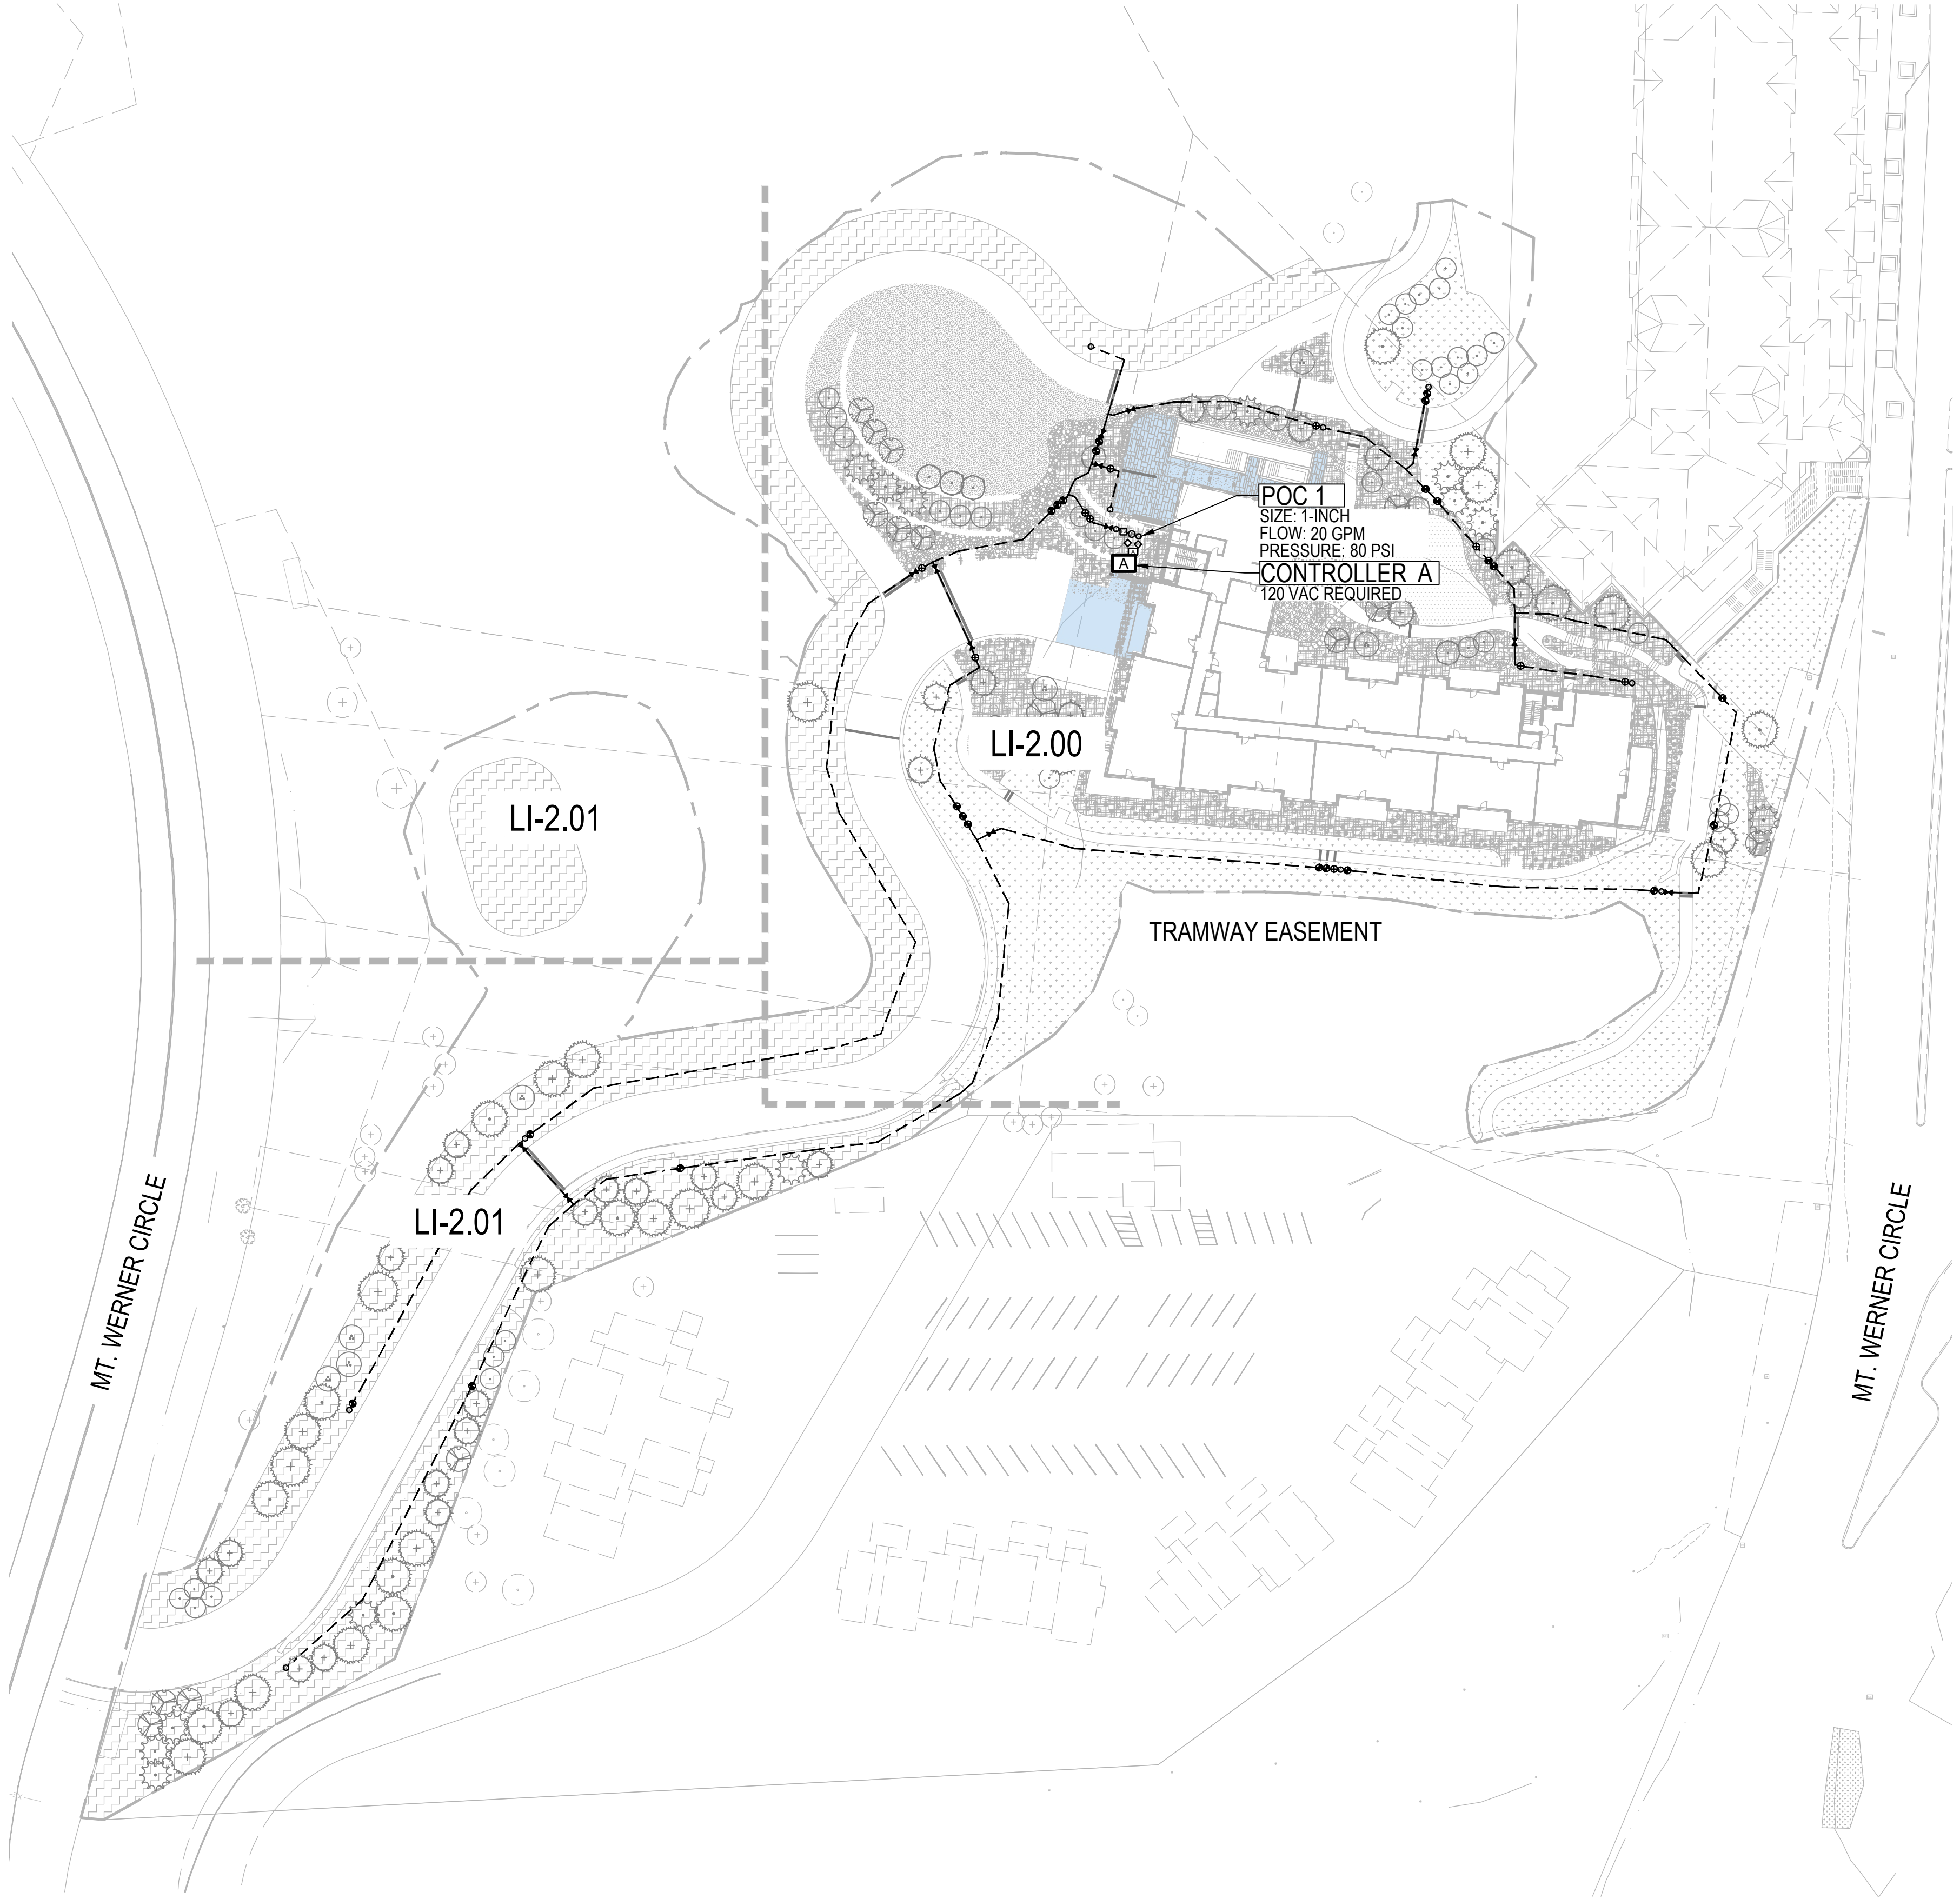 POC 1
SIZE: 1-INCH
FLOW: 20 GPM
PRESSURE: 80 PSI
A
CONTROLLER A
120 VAC REQUIRED
LI-2.00
LI-2.01
TRAMWAY EASEMENT
LI-2.01
MT. WERNER CIRCLE
MT. WERNER CIRCLE